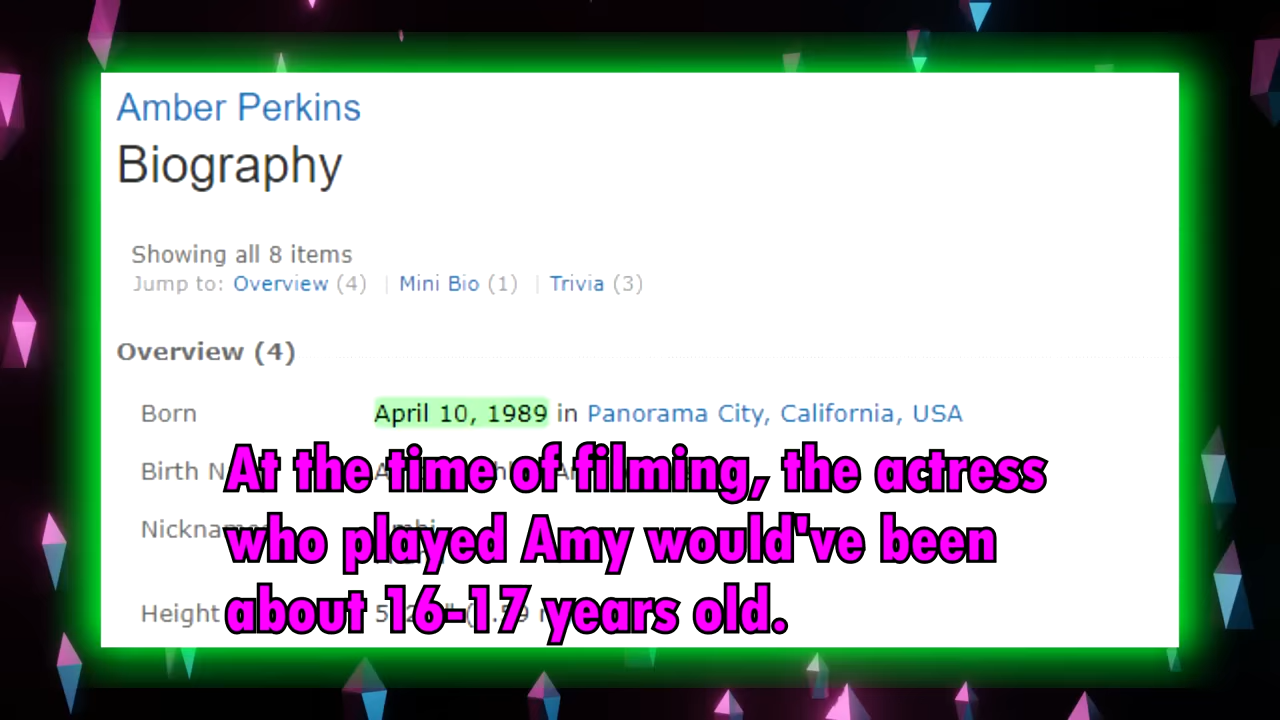 Amber Perkins
Biography
Showing all 8 items
Jump to: Overview (4) | Mini Bio (1) | Trivia (3)
Overview (4)
Born April 10, 1989 in Panorama City, California, USA
Birth
At the time of filming, the actress
who played Amy would've been
about 16-17 years old.
Height